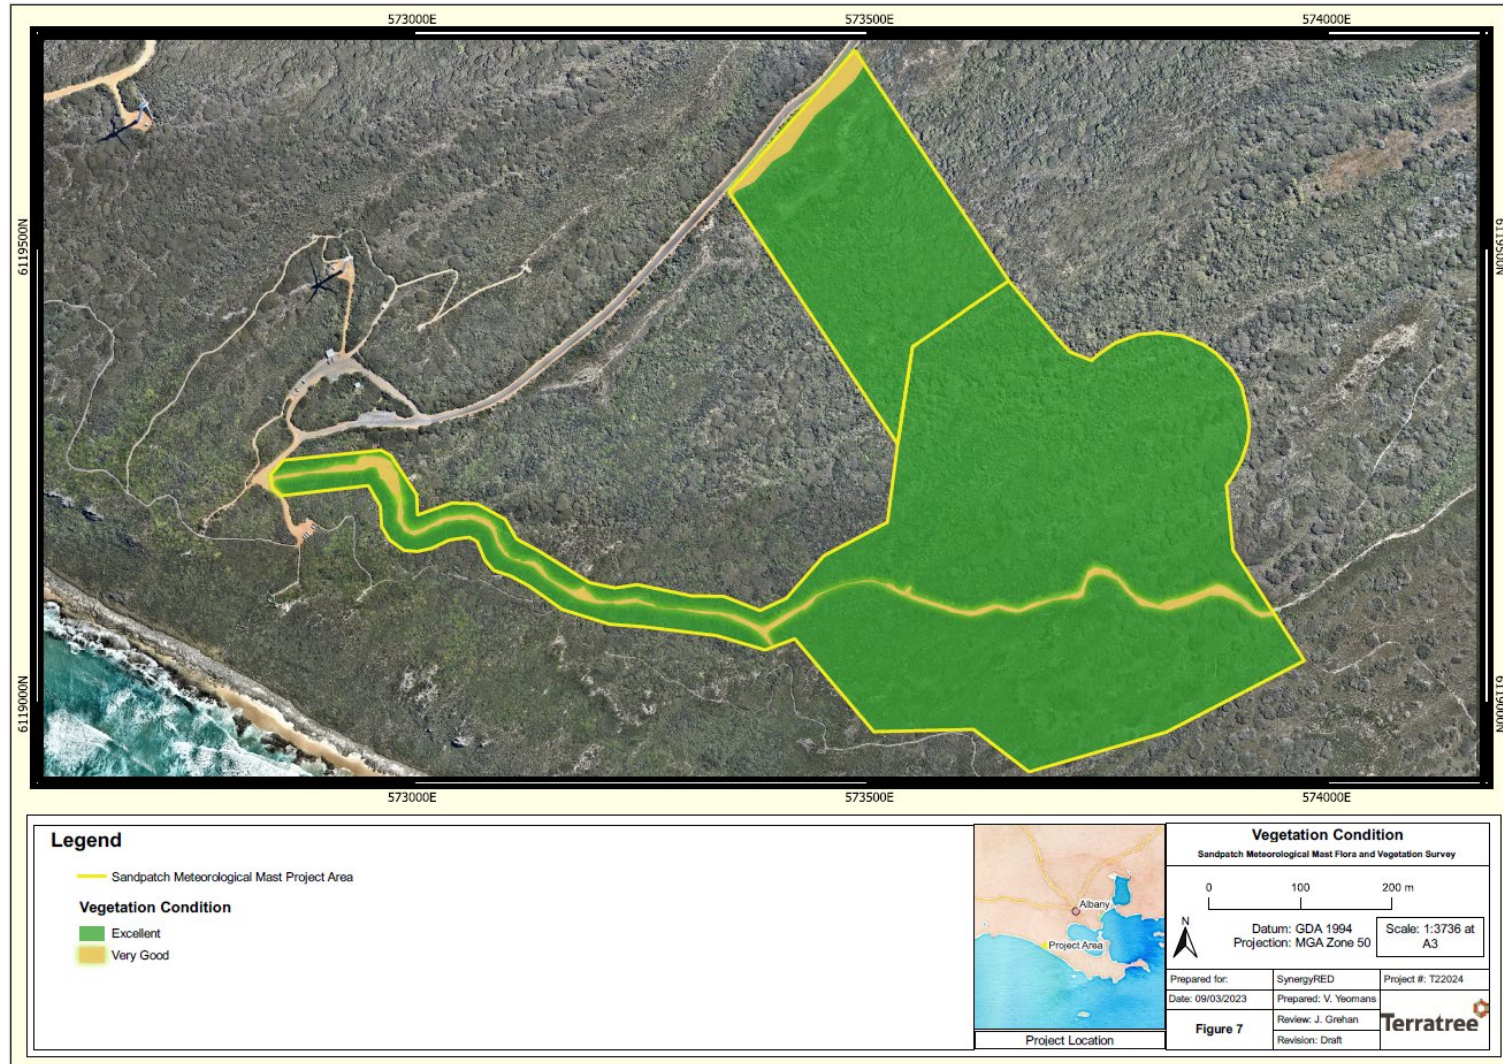 573000E
573500E
574000E
6119500N
6119500N
6119000N
6119000N
573000E
573500E
574000E
Legend
Sandpatch Meteorological Mast Project Area
Vegetation Condition
Excellent
Very Good
Albany
Project Area
Project Location
Vegetation Condition
Sandpatch Meteorological Mast Flora and Vegetation Survey
0 100 200 m
N
Datum: GDA 1994
Projection: MGA Zone 50
Scale: 1:3736 at
A3
Prepared for: SynergyRED Project #: T22024
Date: 09/03/2023 Prepared: V. Yeomans
Figure 7
Review: J. Grehan
Revision: Draft
Terratree